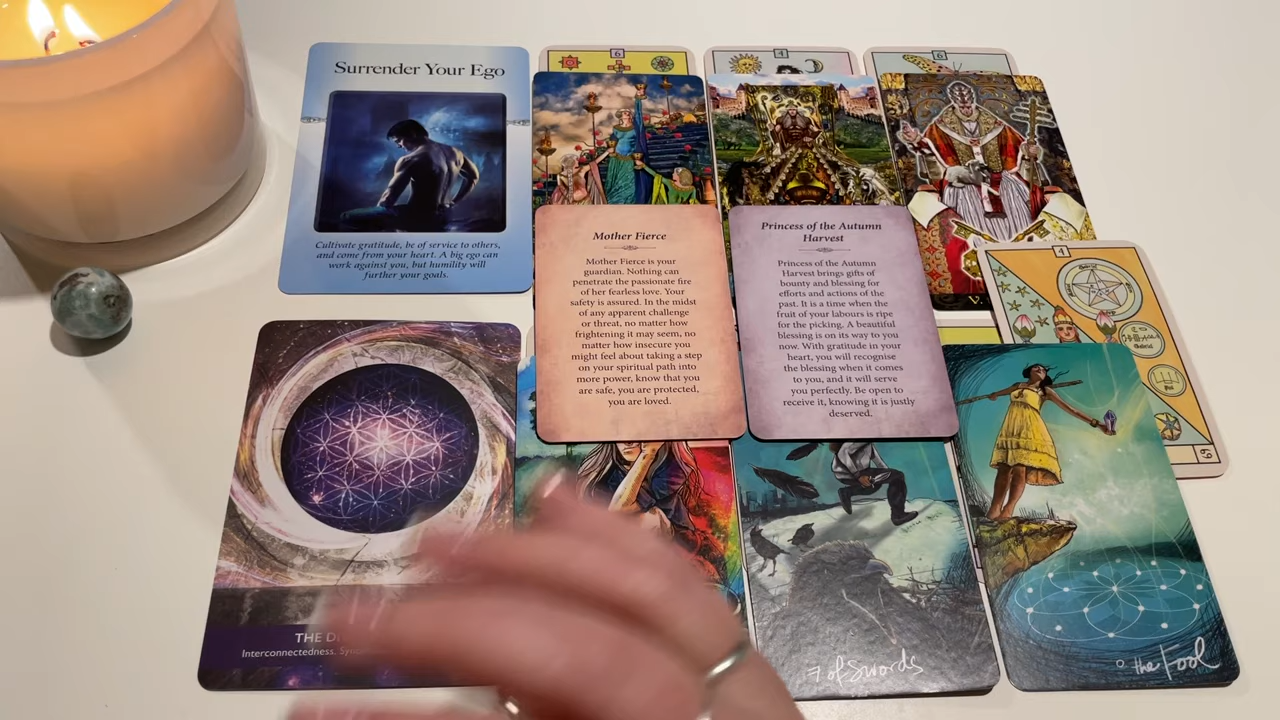 Surrender Your Ego
Cultivate gratitude, be of service to others,
and come from your heart. A big ego can
work against you, but humility will
further your goals.
6
4
6
V
Mother Fierce
Mother Fierce is your
guardian. Nothing can
penetrate the passionate fire
of her fearless love. Your
safety is assured. In the midst
of any apparent challenge
or threat, no matter how
frightening it may seem, no
matter how insecure you
might feel about taking a step
on your spiritual path into
more power, know that you
are safe, you are protected,
you are loved.
Princess of the Autumn
Harvest
Princess of the Autumn
Harvest brings gifts of
bounty and blessing for
efforts and actions of the
past. It is a time when the
fruit of your labours is ripe
for the picking. A beautiful
blessing is on its way to you
now. With gratitude in your
heart, you will recognise
the blessing when it comes
to you, and it will serve
you perfectly. Be open to
receive it, knowing it is justly
deserved.
4
THE
Interconnectedness.
7 of Swords
0 the Fool